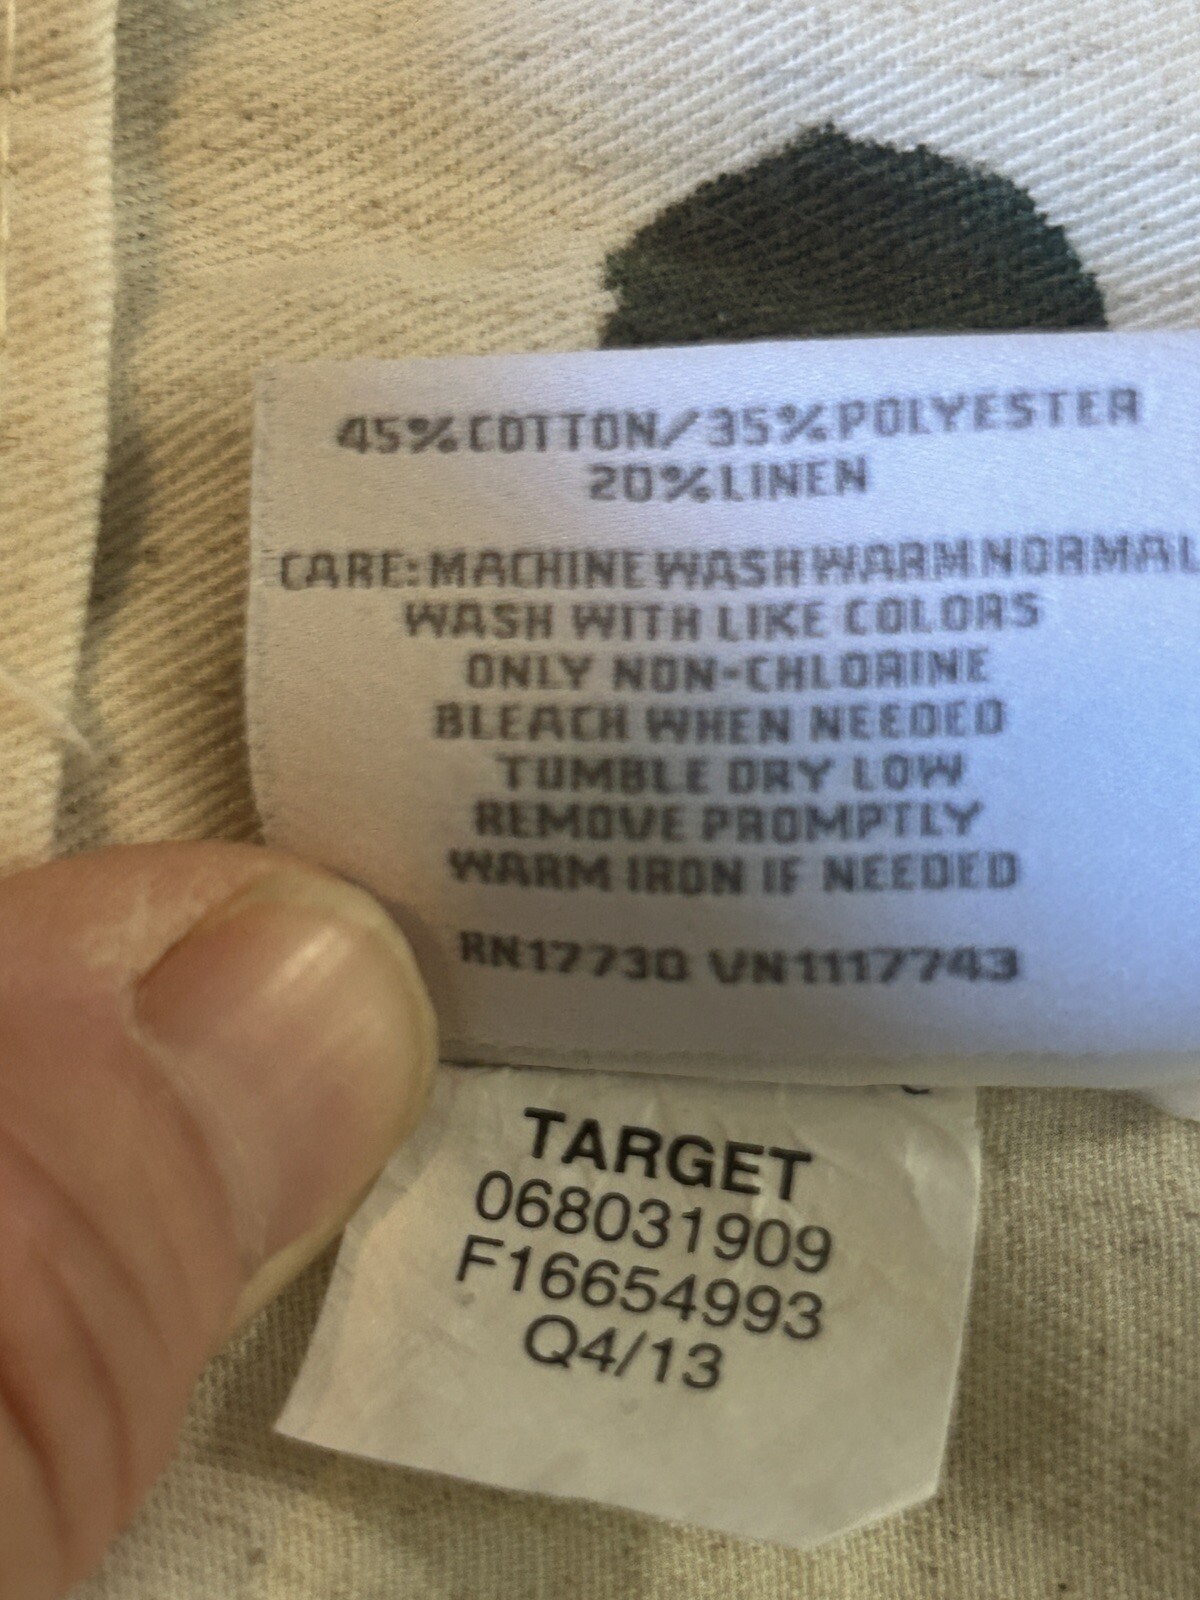 45% COTTON/35% POLYESTER
20% LINEN
CARE: MACHINE WASH WARM NORMAL
WASH WITH LIKE COLORS
ONLY NON-CHLORINE
BLEACH WHEN NEEDED
TUMBLE DRY LOW
REMOVE PROMPTLY
WARM IRON IF NEEDED
RN17730 VN1117743
TARGET
068031909
F16654993
Q4/13